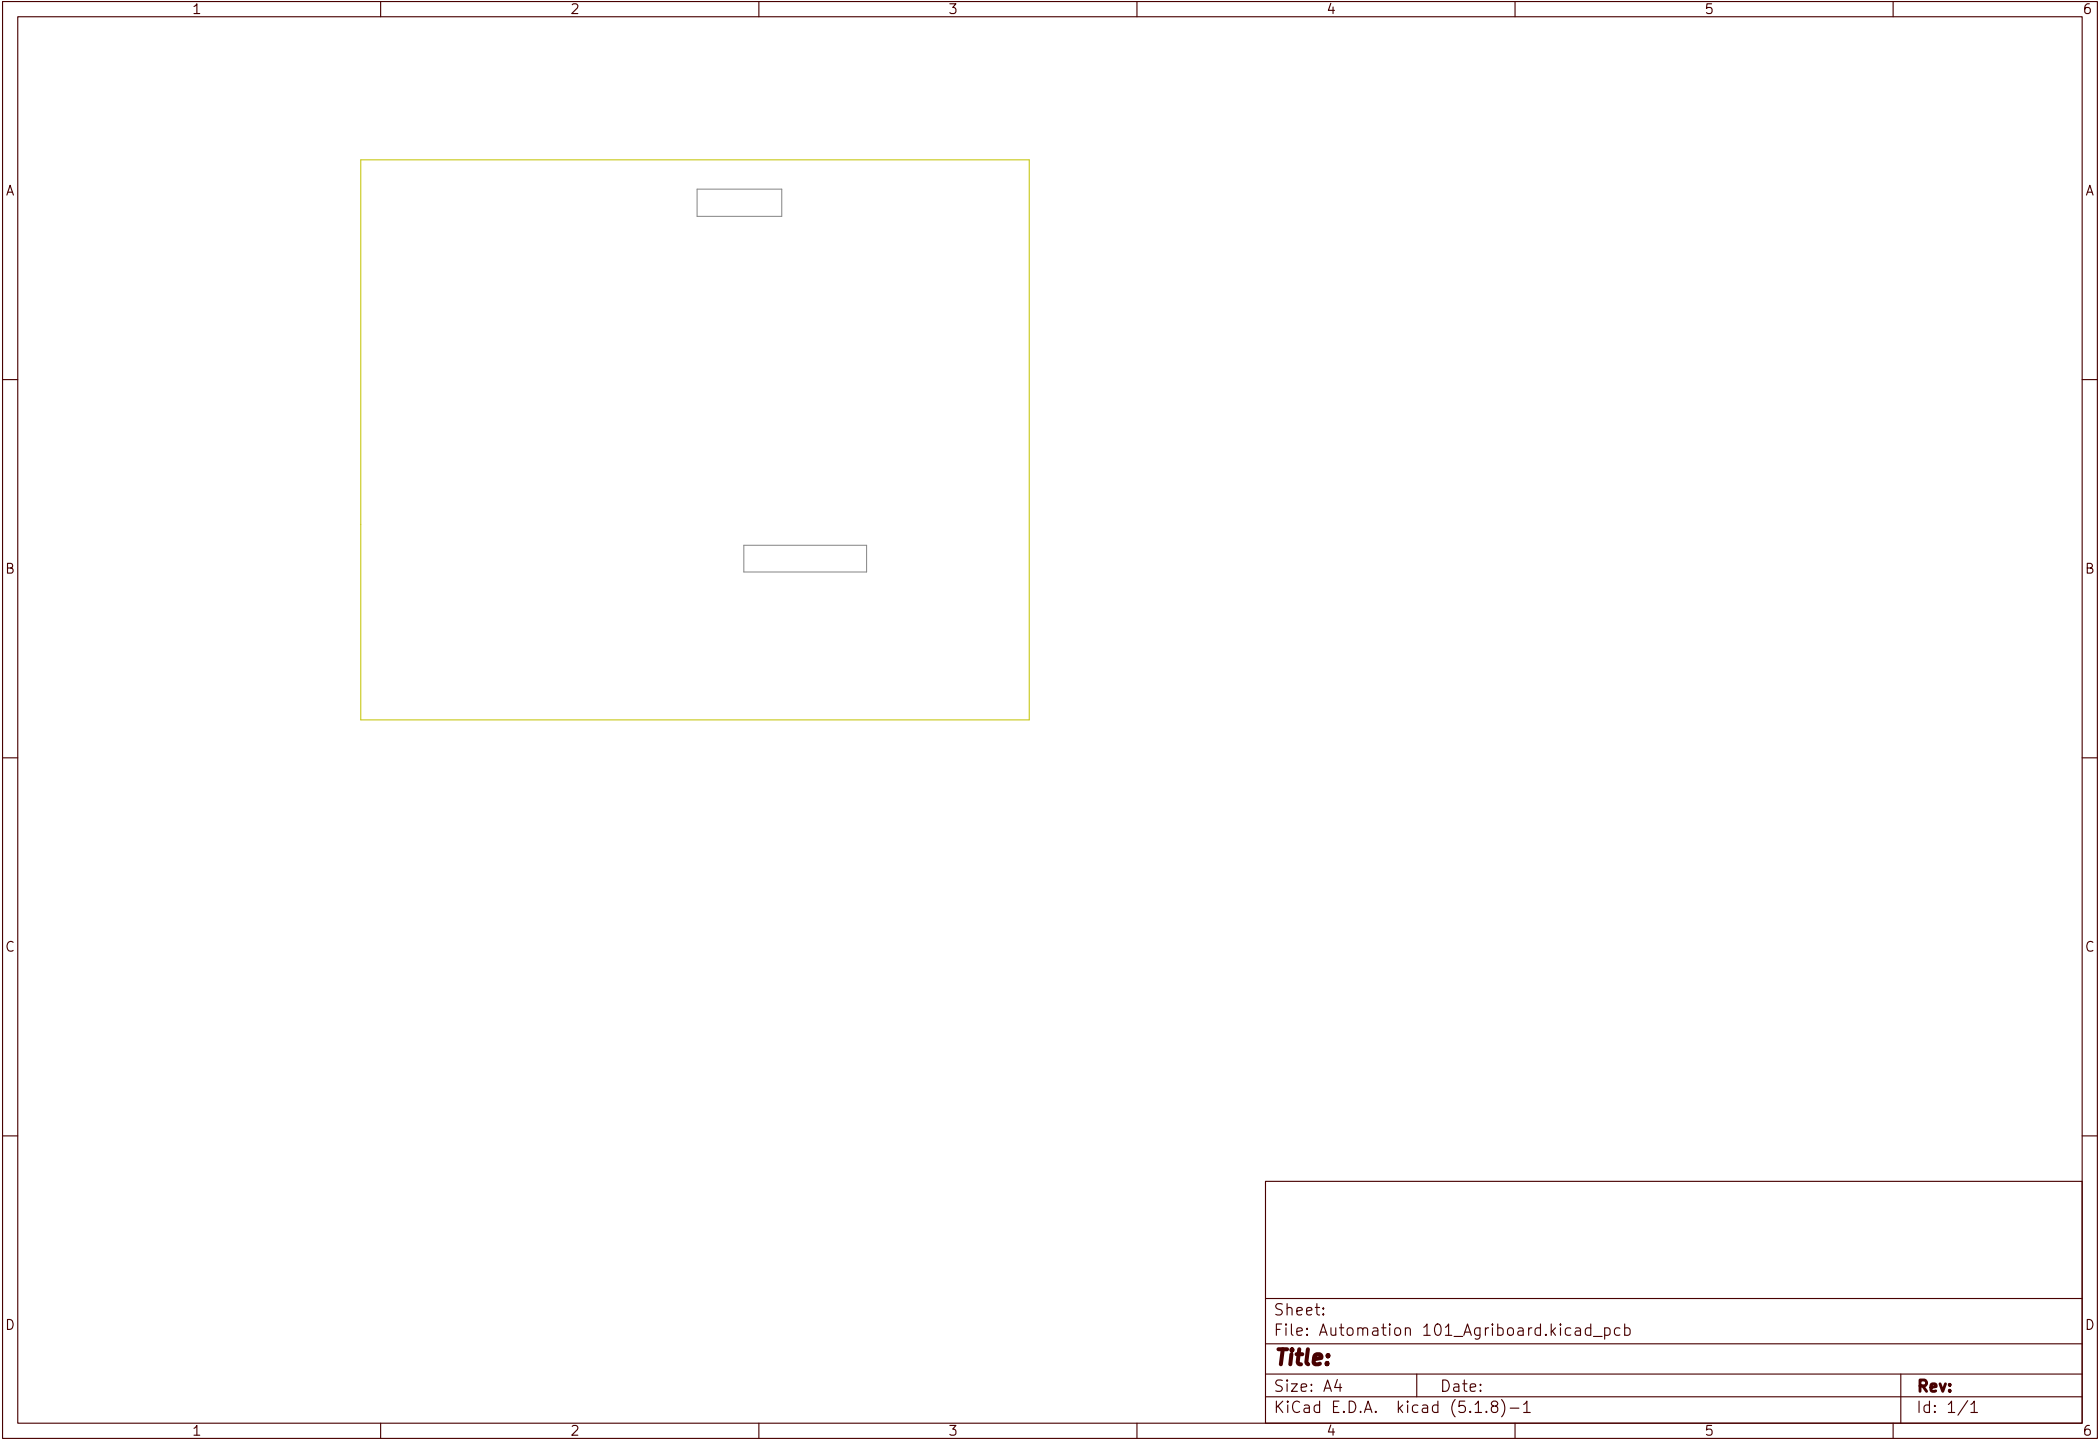 1 2 3 4 5 6
A A
B B
C C
Sheet:
File: Automation 101_Agriboard.kicad_pcb
D D
Title:
Size: A4 Date: Rev:
KiCad E.D.A. kicad (5.1.8)-1 Id: 1/1
1 2 3 4 5 6